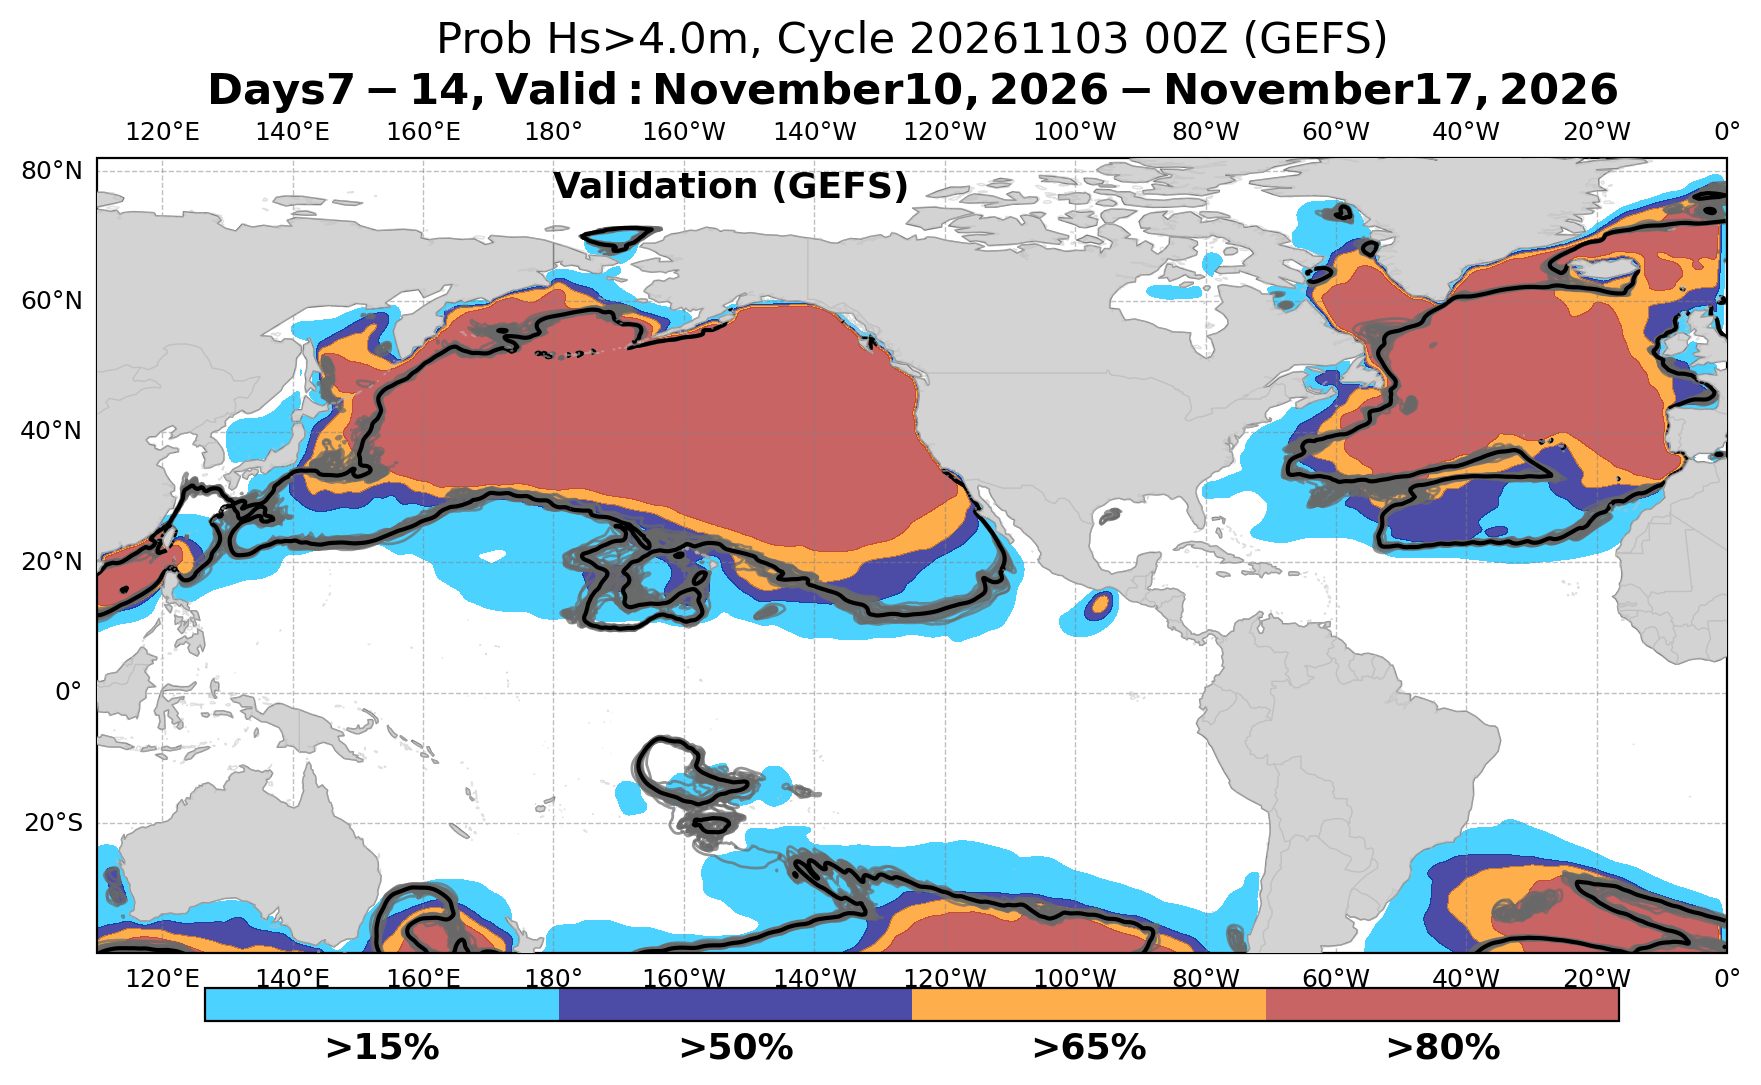 Prob Hs>4.0m, Cycle 20261103 00Z (GEFS)
Days7 − 14, Valid : November10, 2026 − November17, 2026
120°E 140°E 160°E 180° 160°W 140°W 120°W 100°W 80°W 60°W 40°W 20°W 0°
80°N
Validation (GEFS)
60°N
40°N
20°N
0°
20°S
120°E 140°E 160°E 180° 160°W 140°W 120°W 100°W 80°W 60°W 40°W 20°W 0°
>15% >50% >65% >80%